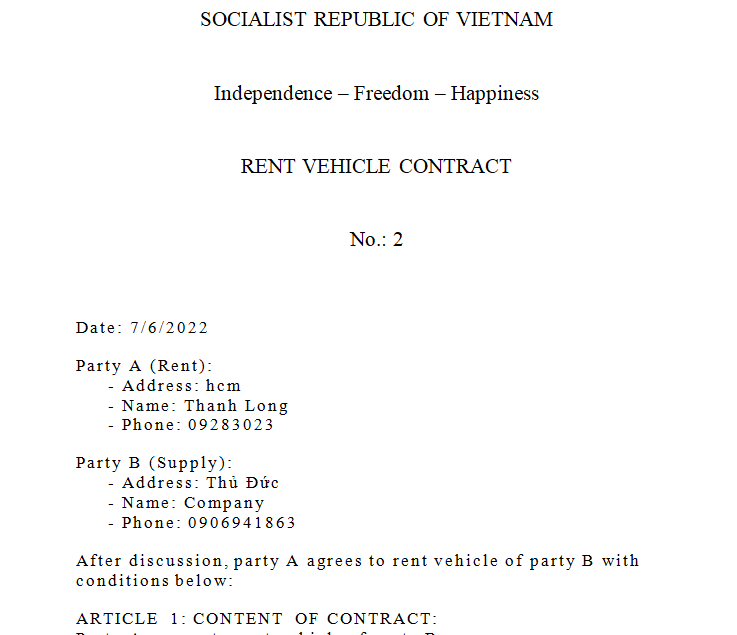 SOCIALIST REPUBLIC OF VIETNAM
Independence – Freedom – Happiness
RENT VEHICLE CONTRACT
No.: 2
Date: 7/6/2022
Party A (Rent):
- Address: hcm
- Name: Thanh Long
- Phone: 09283023
Party B (Supply):
- Address: Thủ Đức
- Name: Company
- Phone: 0906941863
After discussion, party A agrees to rent vehicle of party B with
conditions below:
ARTICLE 1: CONTENT OF CONTRACT: